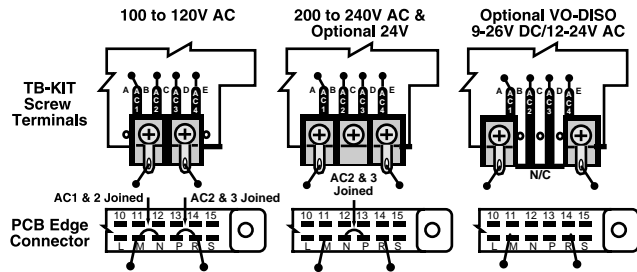 100 to 120V AC
200 to 240V AC &
Optional 24V
Optional VO-DISO
9-26V DC/12-24V AC
TB-KIT
Screw
Terminals
A B C D E
AC1 AC2 AC3 AC4
A B C D E
AC1 AC2 AC3 AC4
A B C D E
AC1 AC2 AC3 AC4
N/C
AC1 & 2 Joined
AC2 & 3 Joined
AC2 & 3
Joined
PCB Edge
Connector
10 11 12 13 14 15
L M N P R S
10 11 12 13 14 15
L M N P R S
10 11 12 13 14 15
L M N P R S